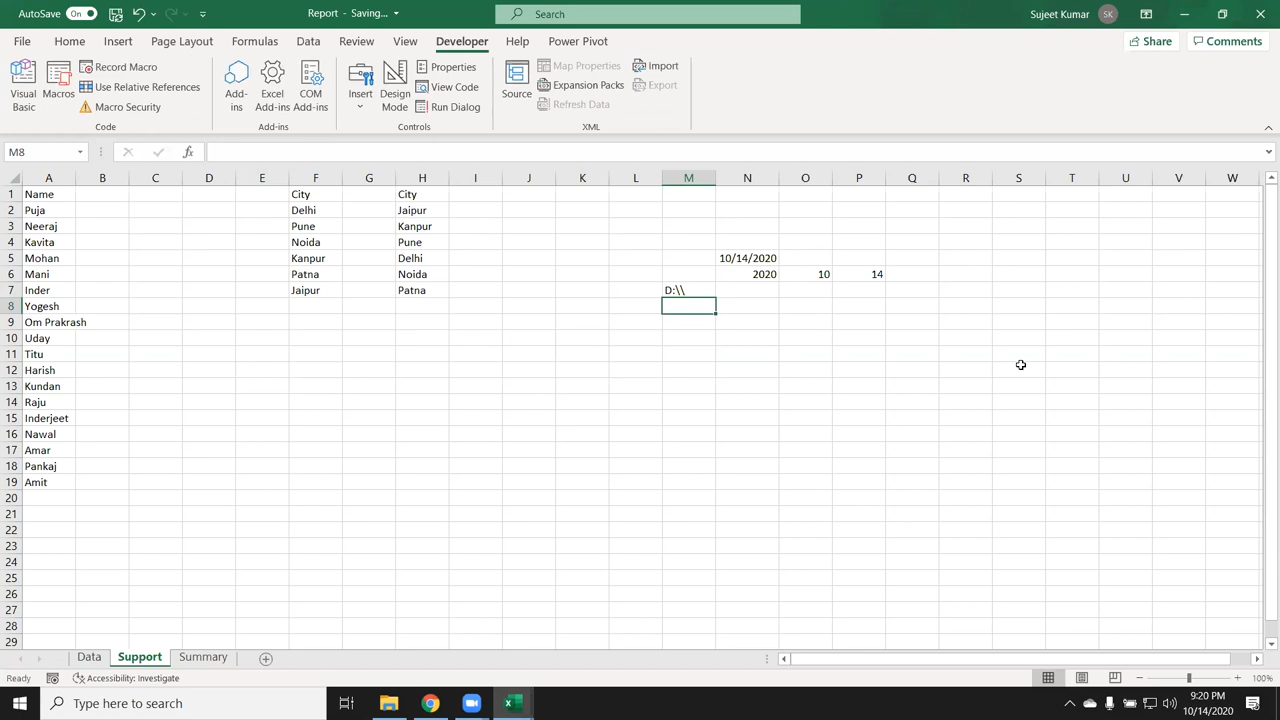 AutoSave On Report - Saving... Search Sujeet Kumar SK
File Home Insert Page Layout Formulas Data Review View Developer Help Power Pivot Share Comments
Visual Basic Macros Record Macro Use Relative References Macro Security
Add-ins Excel Add-ins COM Add-ins
Insert Design Mode Properties View Code Run Dialog
Source Map Properties Expansion Packs Refresh Data Import Export
Code Add-ins Controls XML
M8 fx
A B C D E F G H I J K L M N O P Q R S T U V W
1 Name City City
2 Puja Delhi Jaipur
3 Neeraj Pune Kanpur
4 Kavita Noida Pune
5 Mohan Kanpur Delhi 10/14/2020
6 Mani Patna Noida 2020 10 14
7 Inder Jaipur Patna D:\\
8 Yogesh
9 Om Prakrash
10 Uday
11 Titu
12 Harish
13 Kundan
14 Raju
15 Inderjeet
16 Nawal
17 Amar
18 Pankaj
19 Amit
20
21
22
23
24
25
26
27
28
29
Data Support Summary
Ready Accessibility: Investigate 100%
Type here to search 9:20 PM
10/14/2020